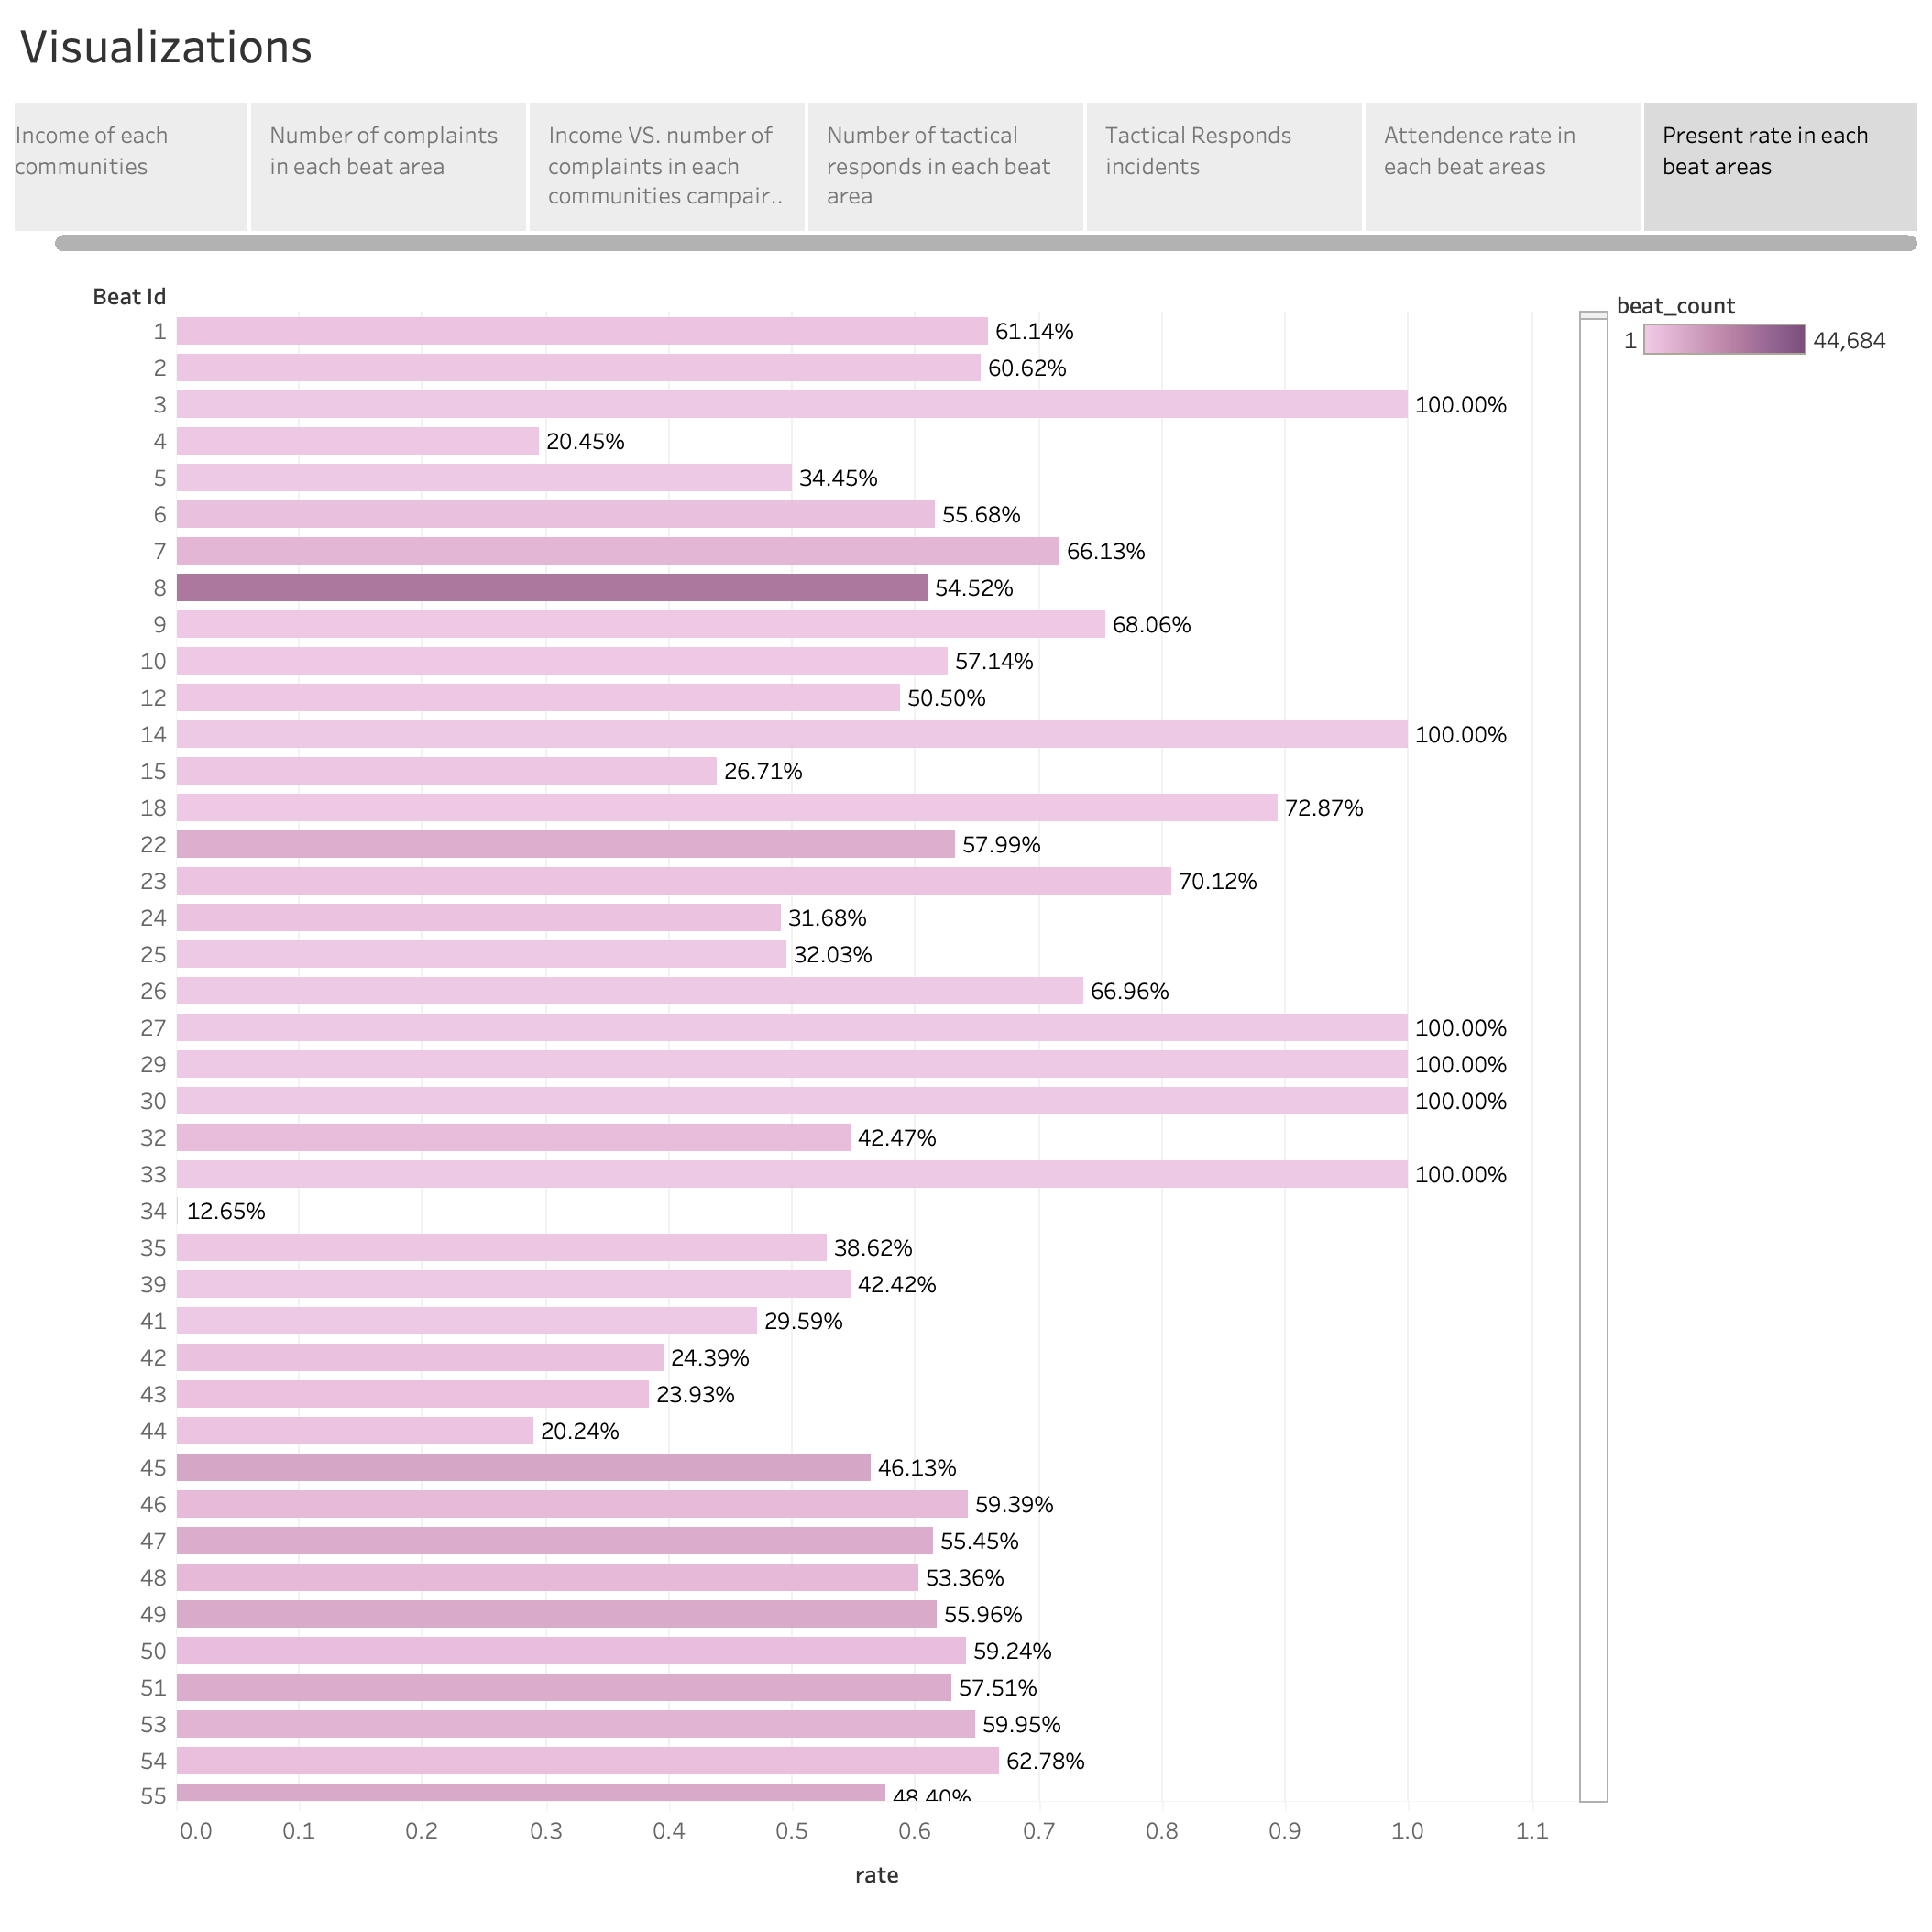 Visualizations
Income of each
communities
Number of complaints
in each beat area
Income VS. number of
complaints in each
communities campair..
Number of tactical
responds in each beat
area
Tactical Responds
incidents
Attendence rate in
each beat areas
Present rate in each
beat areas
Beat Id
beat_count
1 44,684
1 61.14%
2 60.62%
3 100.00%
4 20.45%
5 34.45%
6 55.68%
7 66.13%
8 54.52%
9 68.06%
10 57.14%
12 50.50%
14 100.00%
15 26.71%
18 72.87%
22 57.99%
23 70.12%
24 31.68%
25 32.03%
26 66.96%
27 100.00%
29 100.00%
30 100.00%
32 42.47%
33 100.00%
34 12.65%
35 38.62%
39 42.42%
41 29.59%
42 24.39%
43 23.93%
44 20.24%
45 46.13%
46 59.39%
47 55.45%
48 53.36%
49 55.96%
50 59.24%
51 57.51%
53 59.95%
54 62.78%
55 48.40%
0.0 0.1 0.2 0.3 0.4 0.5 0.6 0.7 0.8 0.9 1.0 1.1
rate